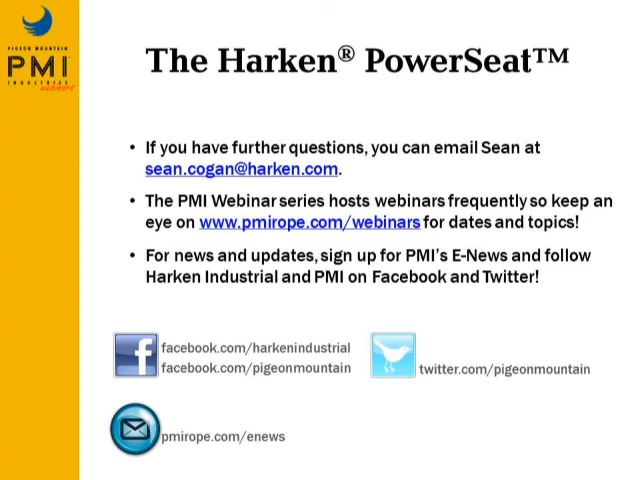 PIGEON MOUNTAIN
PMI
INDUSTRIES
webinars
The Harken® PowerSeat™
• If you have further questions, you can email Sean at
sean.cogan@harken.com.
• The PMI Webinar series hosts webinars frequently so keep an
eye on www.pmirope.com/webinars for dates and topics!
• For news and updates, sign up for PMI's E-News and follow
Harken Industrial and PMI on Facebook and Twitter!
f
facebook.com/harkenindustrial
facebook.com/pigeonmountain
twitter.com/pigeonmountain
pmirope.com/enews